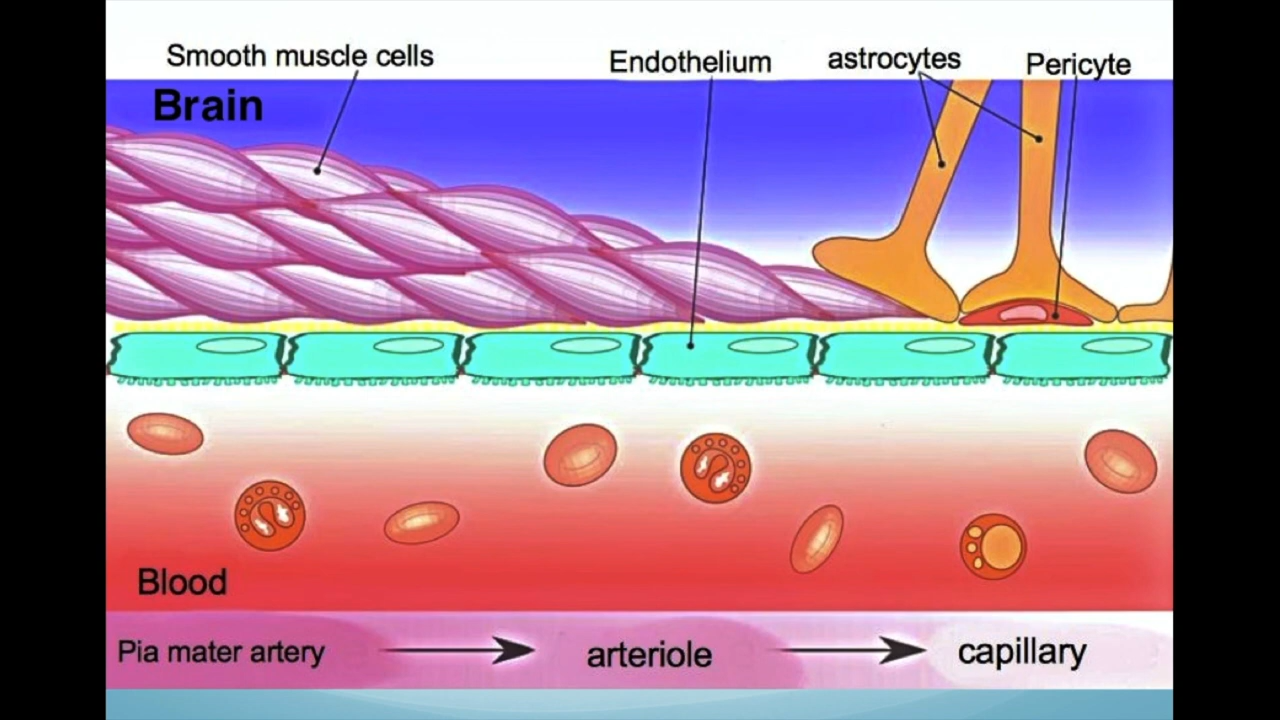 Smooth muscle cells
Endothelium
astrocytes
Pericyte
Brain
Blood
Pia mater artery
arteriole
capillary